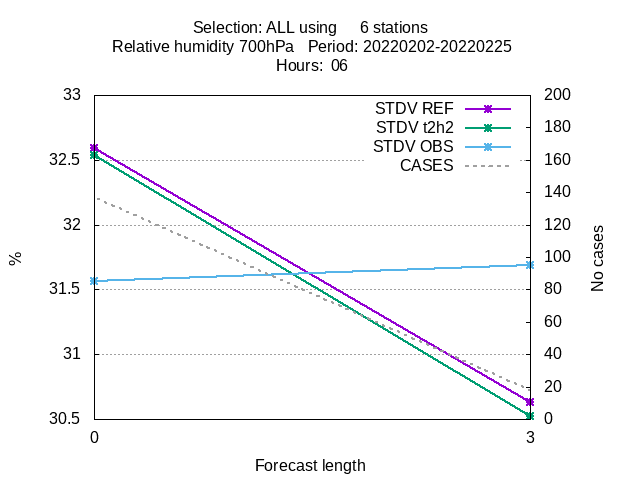 Selection: ALL using      6 stations
Relative humidity 700hPa   Period: 20220202-20220225
Hours:  06
33
32.5
32
31.5
31
30.5
%
200
180
160
140
120
100
80
60
40
20
0
No cases
STDV REF
STDV t2h2
STDV OBS
CASES
0
3
Forecast length